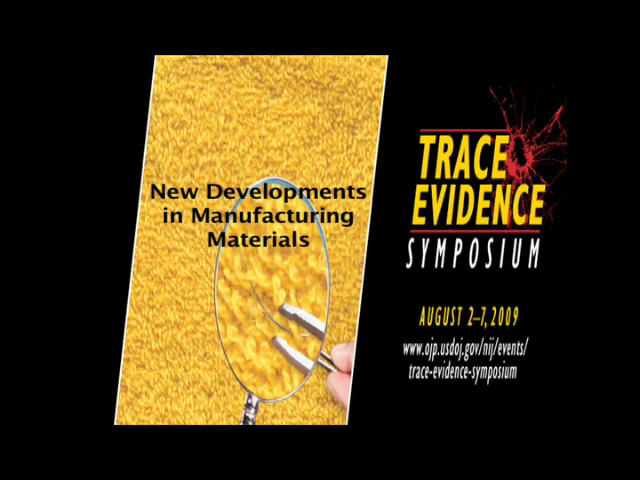 New Developments
in Manufacturing
Materials
TRACE
EVIDENCE
SYMPOSIUM
AUGUST 2–7, 2009
www.ojp.usdoj.gov/nij/events/
trace-evidence-symposium